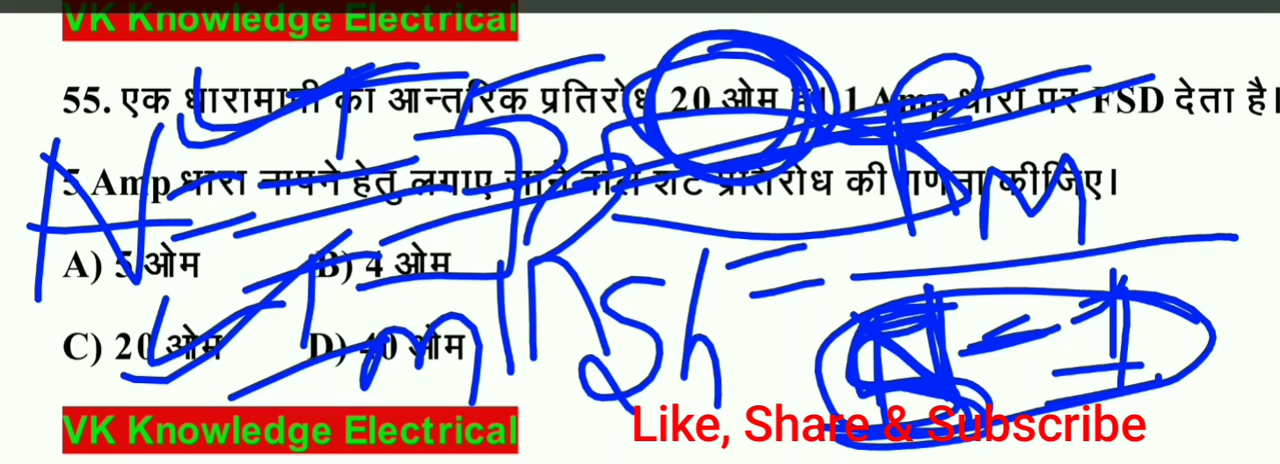 VK Knowledge Electrical
55. एक धारामापी का आन्तरिक प्रतिरोध 20 ओम है। 1 Amp धारा पर FSD देता है।
5 Amp धारा नापने हेतु लगाए जाने वाले शंट प्रतिरोध की गणना कीजिए।
A) 5 ओम B) 4 ओम
C) 20 ओम D) 40 ओम
Rsh = RM
N - 1
VK Knowledge Electrical Like, Share & Subscribe